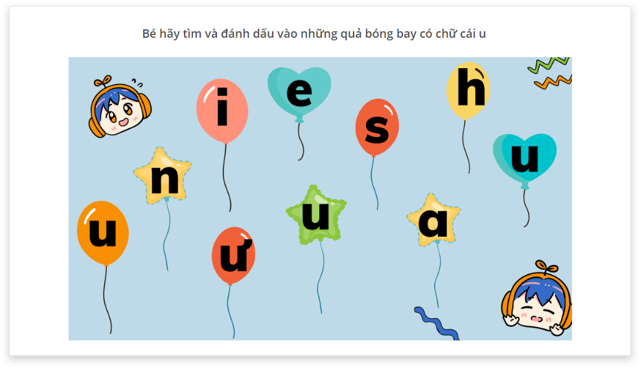 Bé hãy tìm và đánh dấu vào những quả bóng bay có chữ cái u
i
e
s
h
n
u
u
ư
u
a